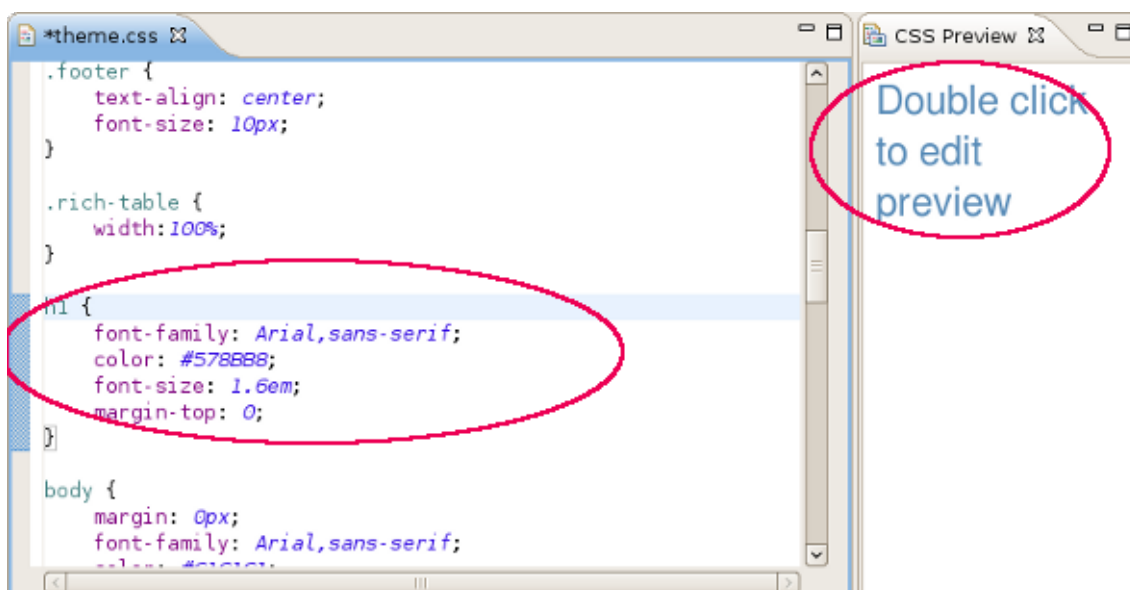 *theme.css
CSS Preview
.footer {
text-align: center;
font-size: 10px;
}
.rich-table {
width:100%;
}
h1 {
font-family: Arial,sans-serif;
color: #578BB8;
font-size: 1.6em;
margin-top: 0;
}
body {
margin: 0px;
font-family: Arial,sans-serif;
Double click
to edit
preview